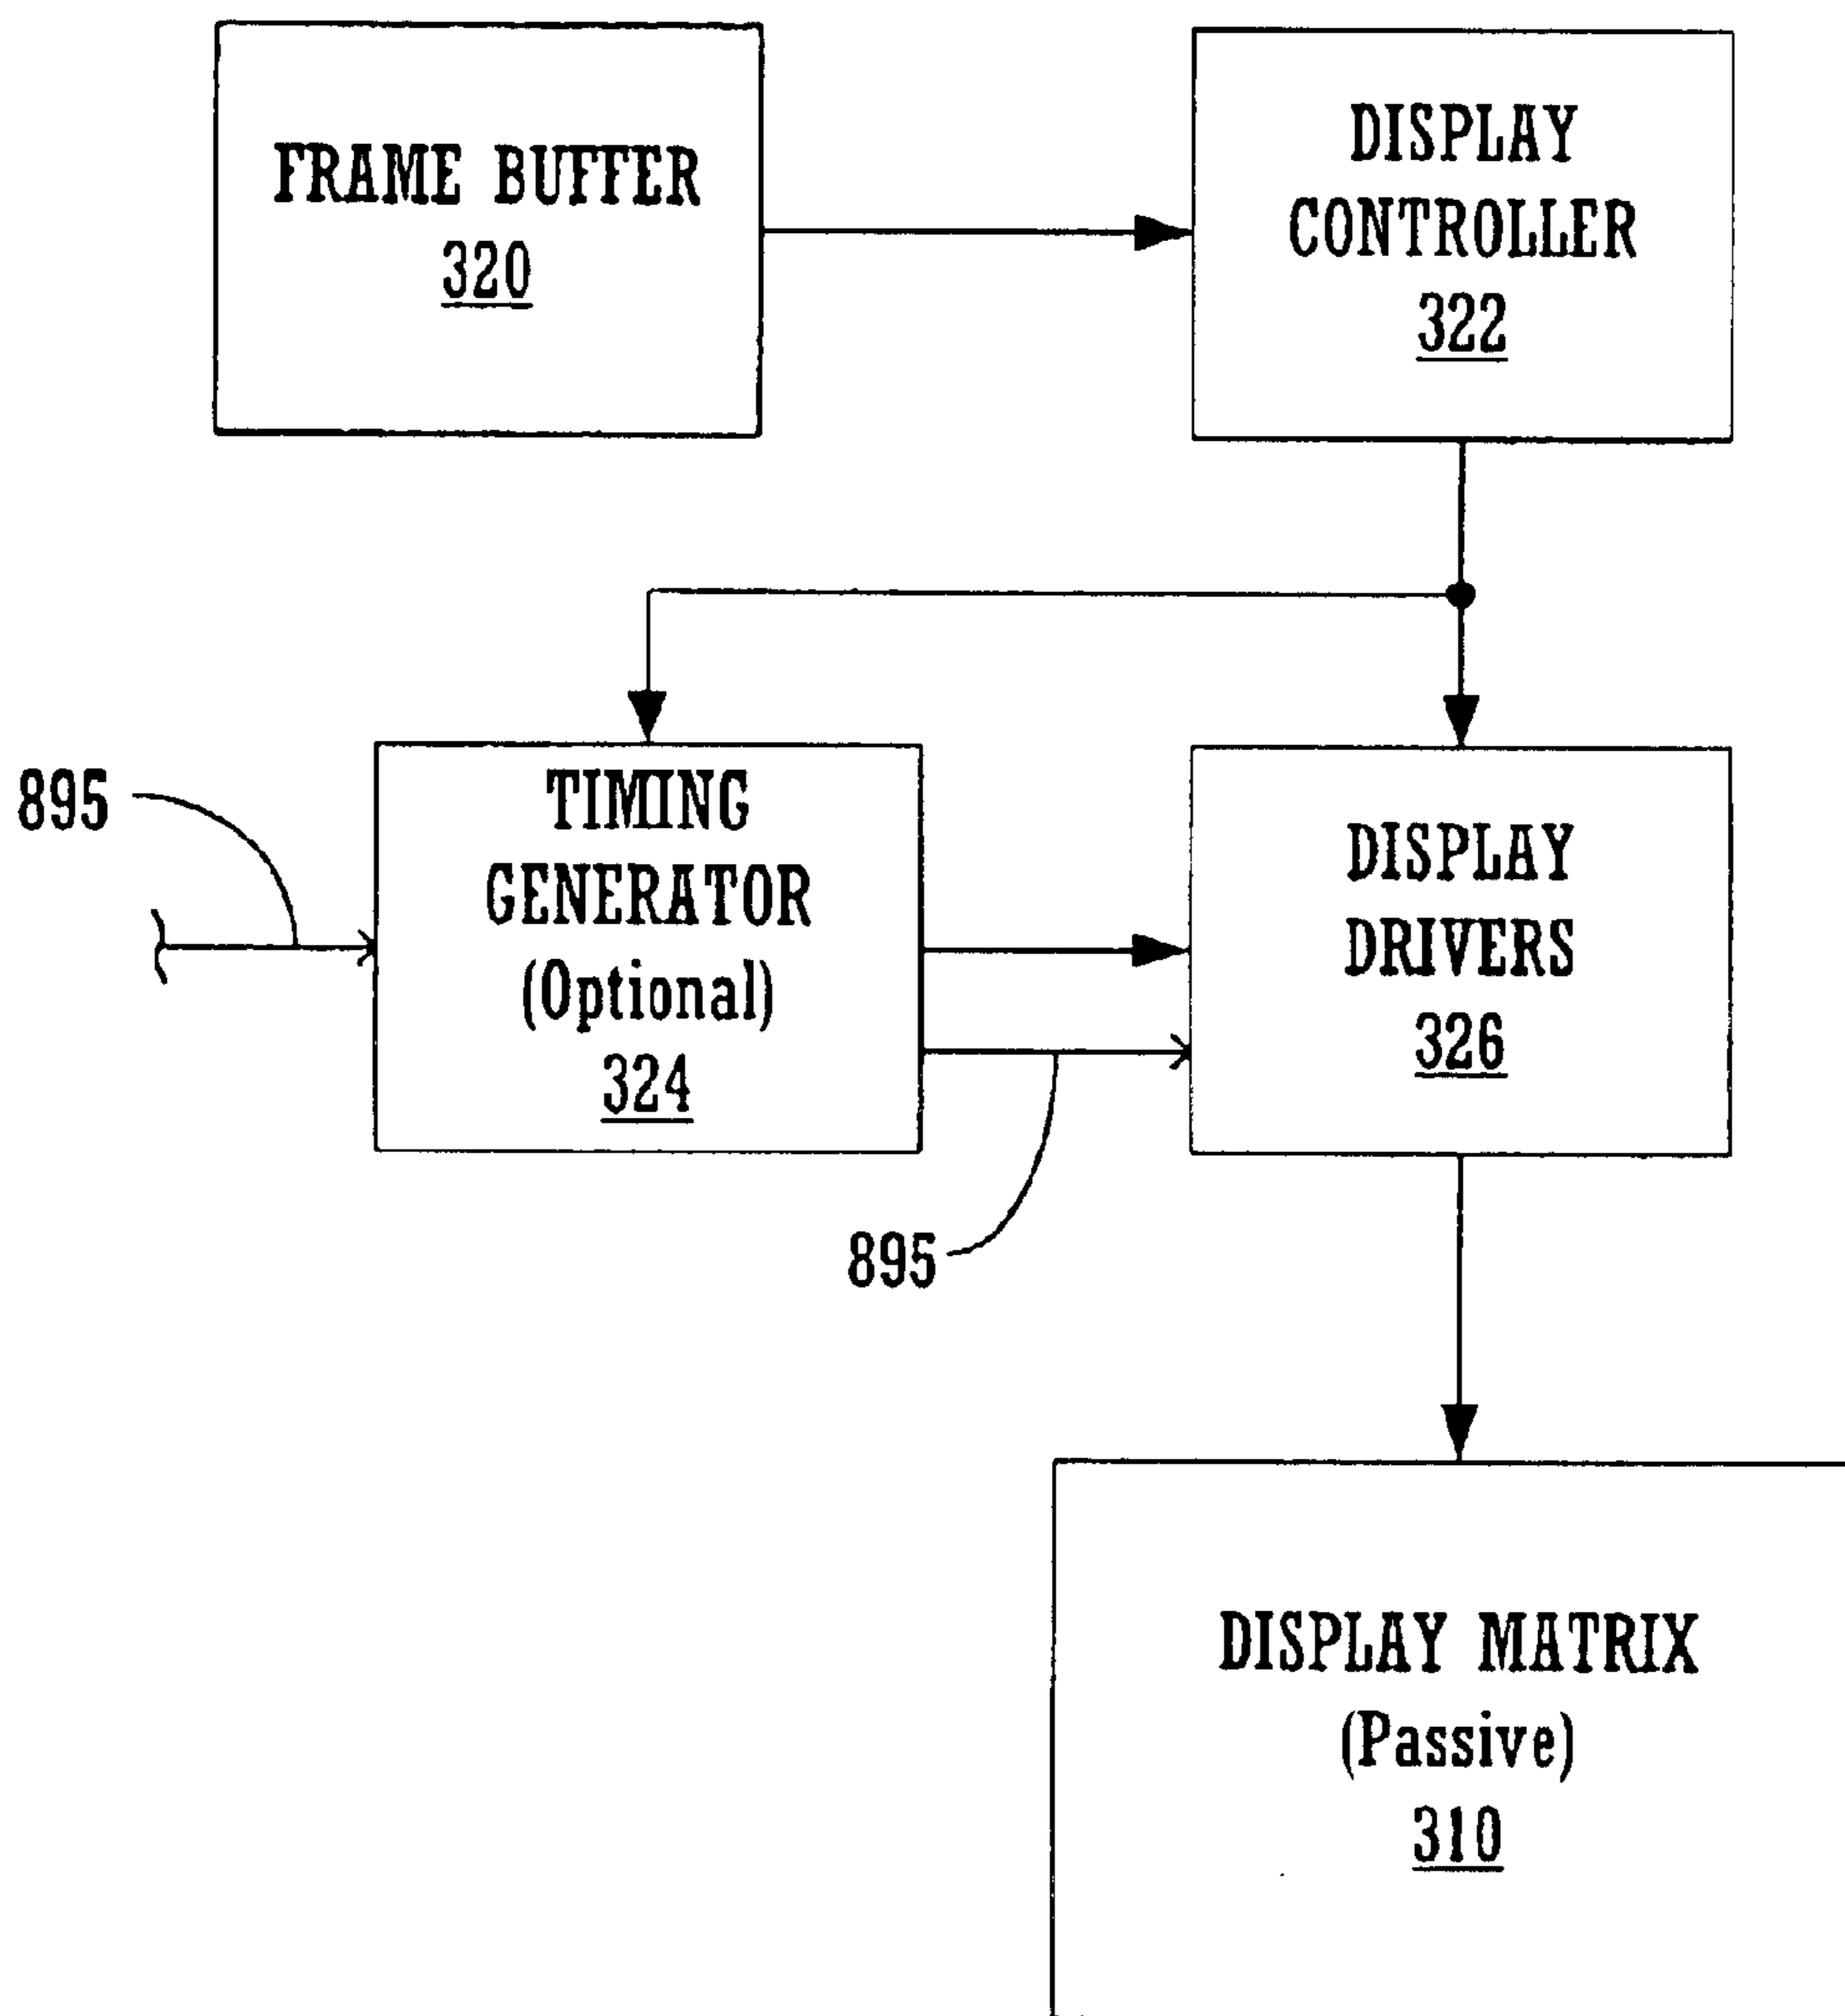 FRAME BUFFER
320
DISPLAY
CONTROLLER
322
895
TIMING
GENERATOR
(Optional)
324
DISPLAY
DRIVERS
326
895
DISPLAY MATRIX
(Passive)
310